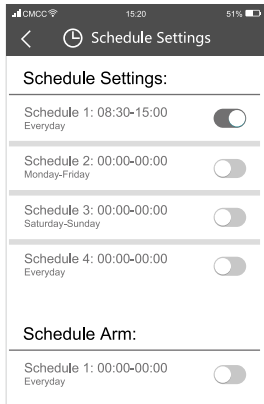 CMCC 15:20 51%
Schedule Settings
Schedule Settings:
Schedule 1: 08:30-15:00
Everyday
Schedule 2: 00:00-00:00
Monday-Friday
Schedule 3: 00:00-00:00
Saturday-Sunday
Schedule 4: 00:00-00:00
Everyday
Schedule Arm:
Schedule 1: 00:00-00:00
Everyday